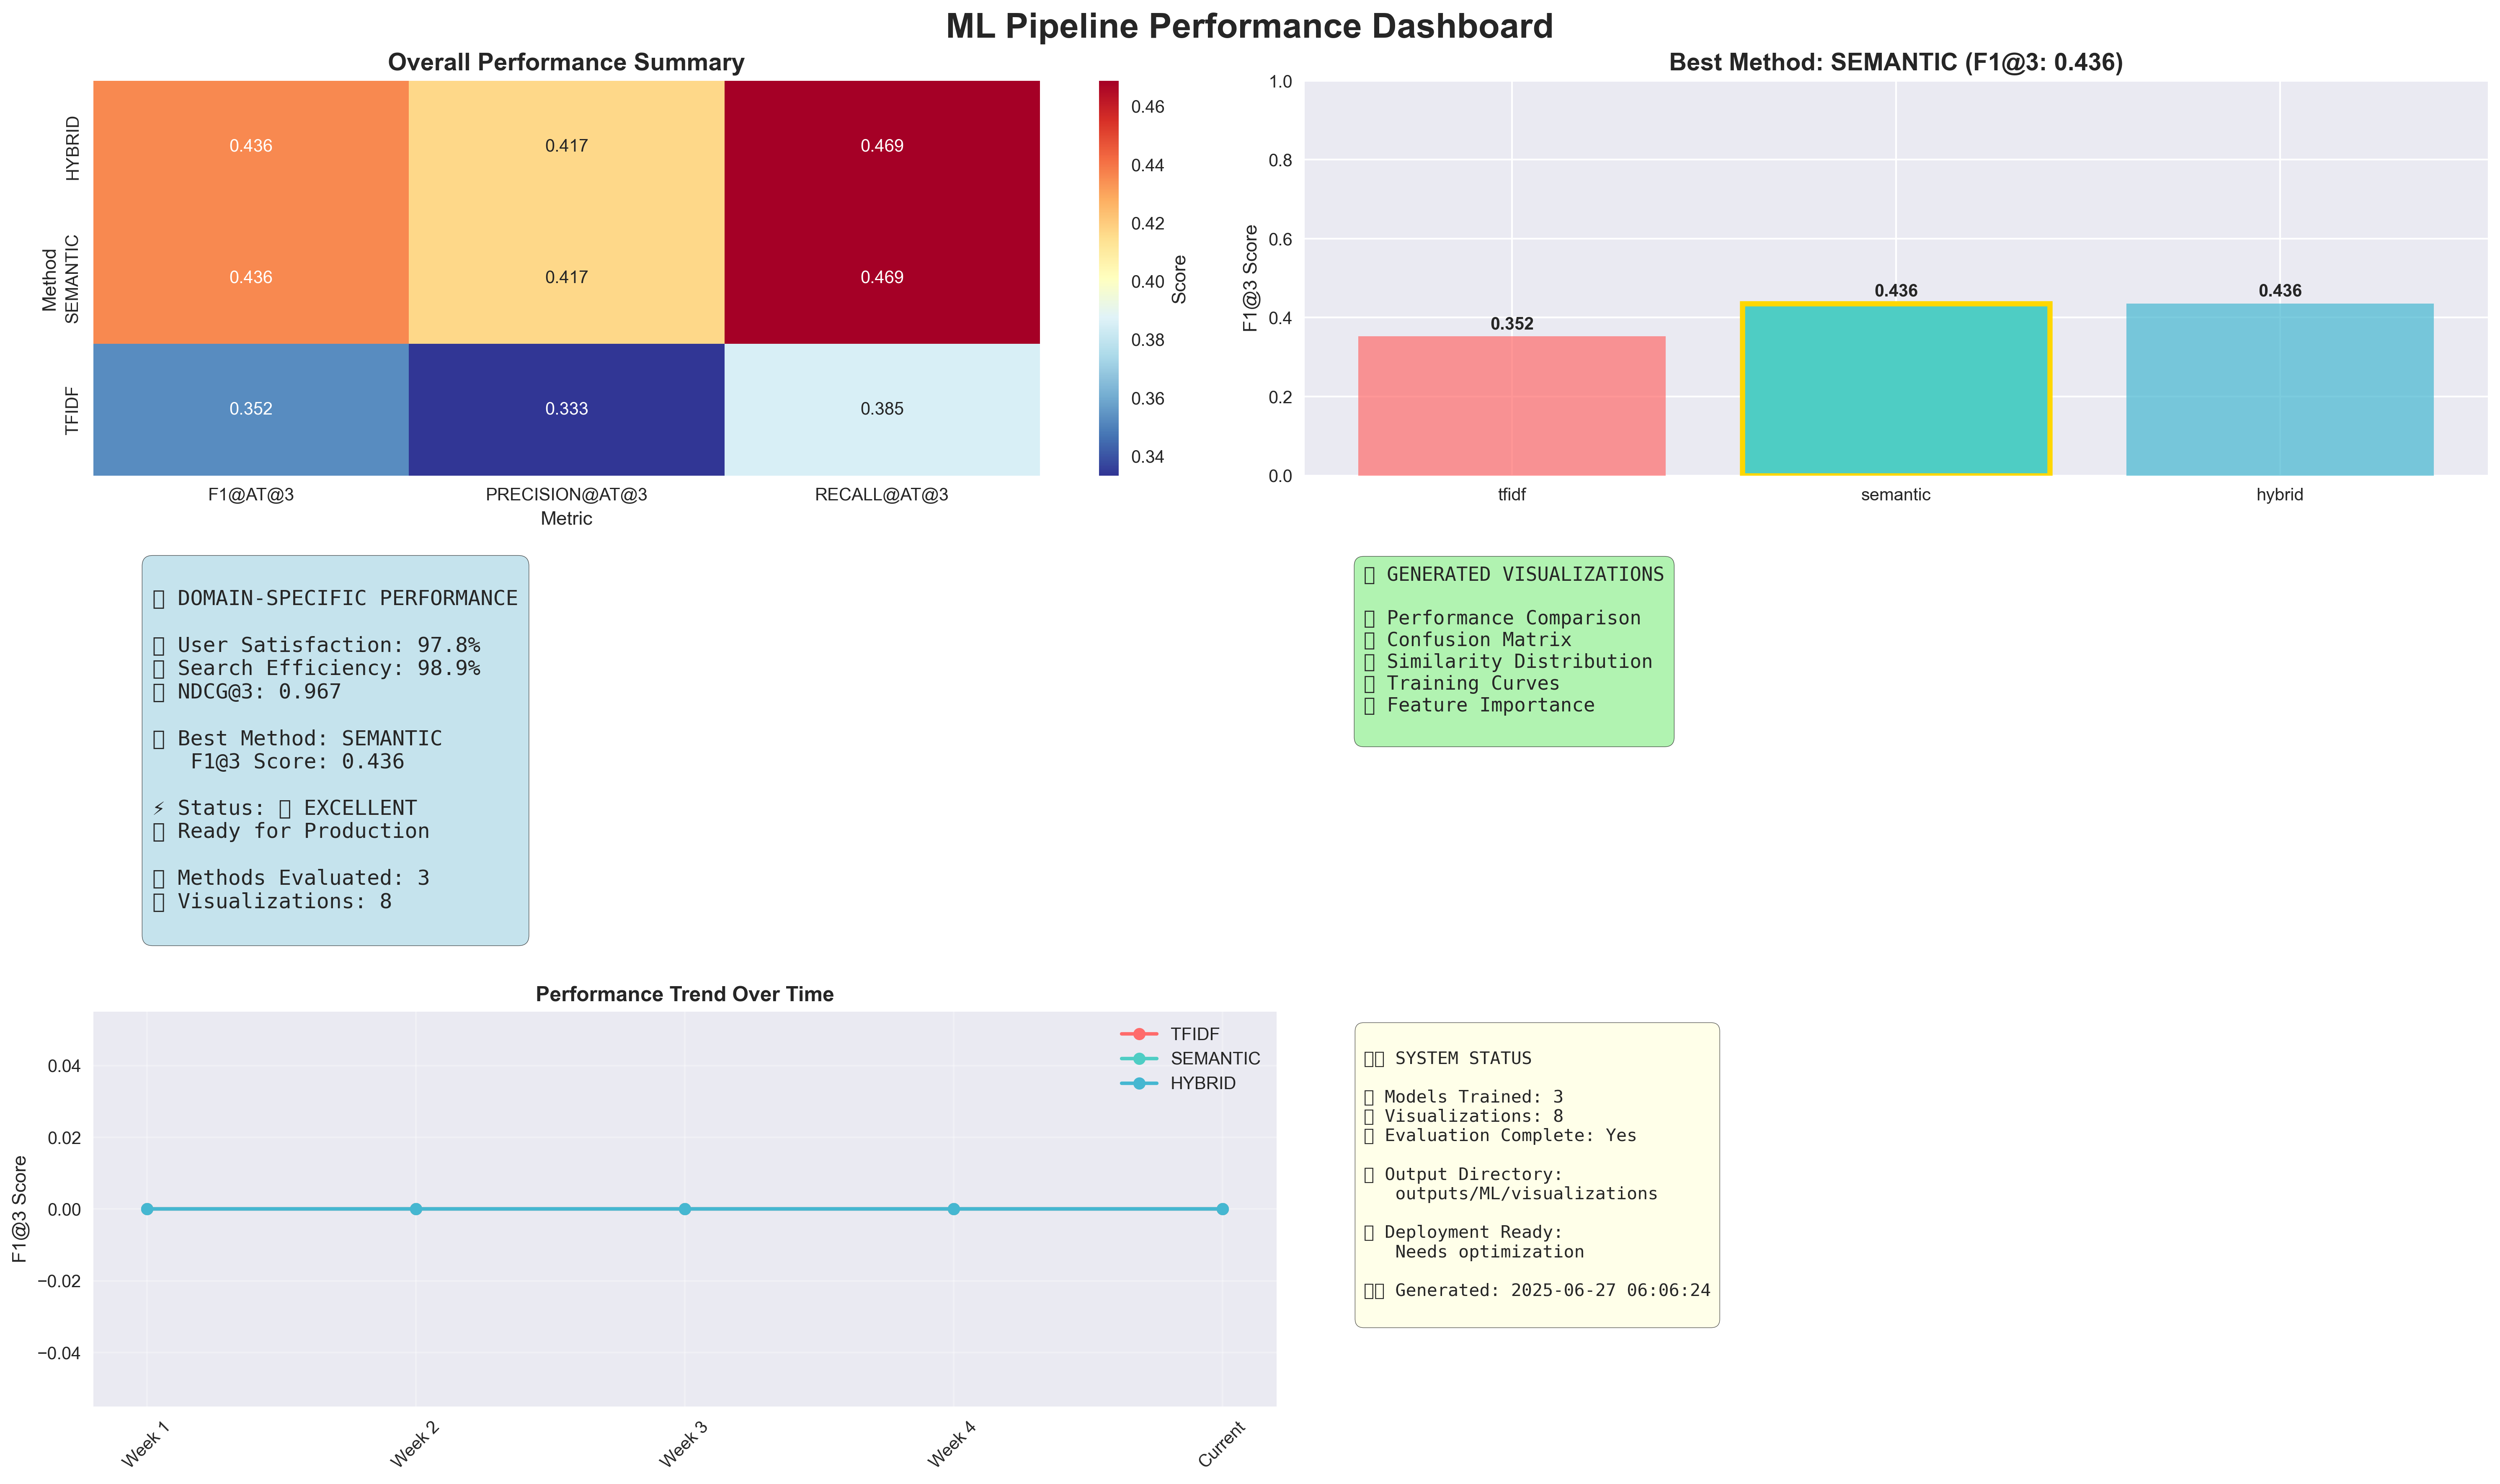 ML Pipeline Performance Dashboard
Overall Performance Summary
HYBRID
SEMANTIC
TFIDF
Method
0.436
0.417
0.469
0.436
0.417
0.469
0.352
0.333
0.385
F1@AT@3
PRECISION@AT@3
RECALL@AT@3
Metric
0.46
0.44
0.42
0.40
0.38
0.36
0.34
Score
Best Method: SEMANTIC (F1@3: 0.436)
F1@3 Score
1.0
0.8
0.6
0.4
0.2
0.0
0.352
0.436
0.436
tfidf
semantic
hybrid
▯ DOMAIN-SPECIFIC PERFORMANCE
▯ User Satisfaction: 97.8%
▯ Search Efficiency: 98.9%
▯ NDCG@3: 0.967
▯ Best Method: SEMANTIC
F1@3 Score: 0.436
⚡ Status: ▯ EXCELLENT
▯ Ready for Production
▯ Methods Evaluated: 3
▯ Visualizations: 8
▯ GENERATED VISUALIZATIONS
▯ Performance Comparison
▯ Confusion Matrix
▯ Similarity Distribution
▯ Training Curves
▯ Feature Importance
Performance Trend Over Time
F1@3 Score
0.04
0.02
0.00
−0.02
−0.04
TFIDF
SEMANTIC
HYBRID
Week 1
Week 2
Week 3
Week 4
Current
▯▯ SYSTEM STATUS
▯ Models Trained: 3
▯ Visualizations: 8
▯ Evaluation Complete: Yes
▯ Output Directory:
outputs/ML/visualizations
▯ Deployment Ready:
Needs optimization
▯▯ Generated: 2025-06-27 06:06:24